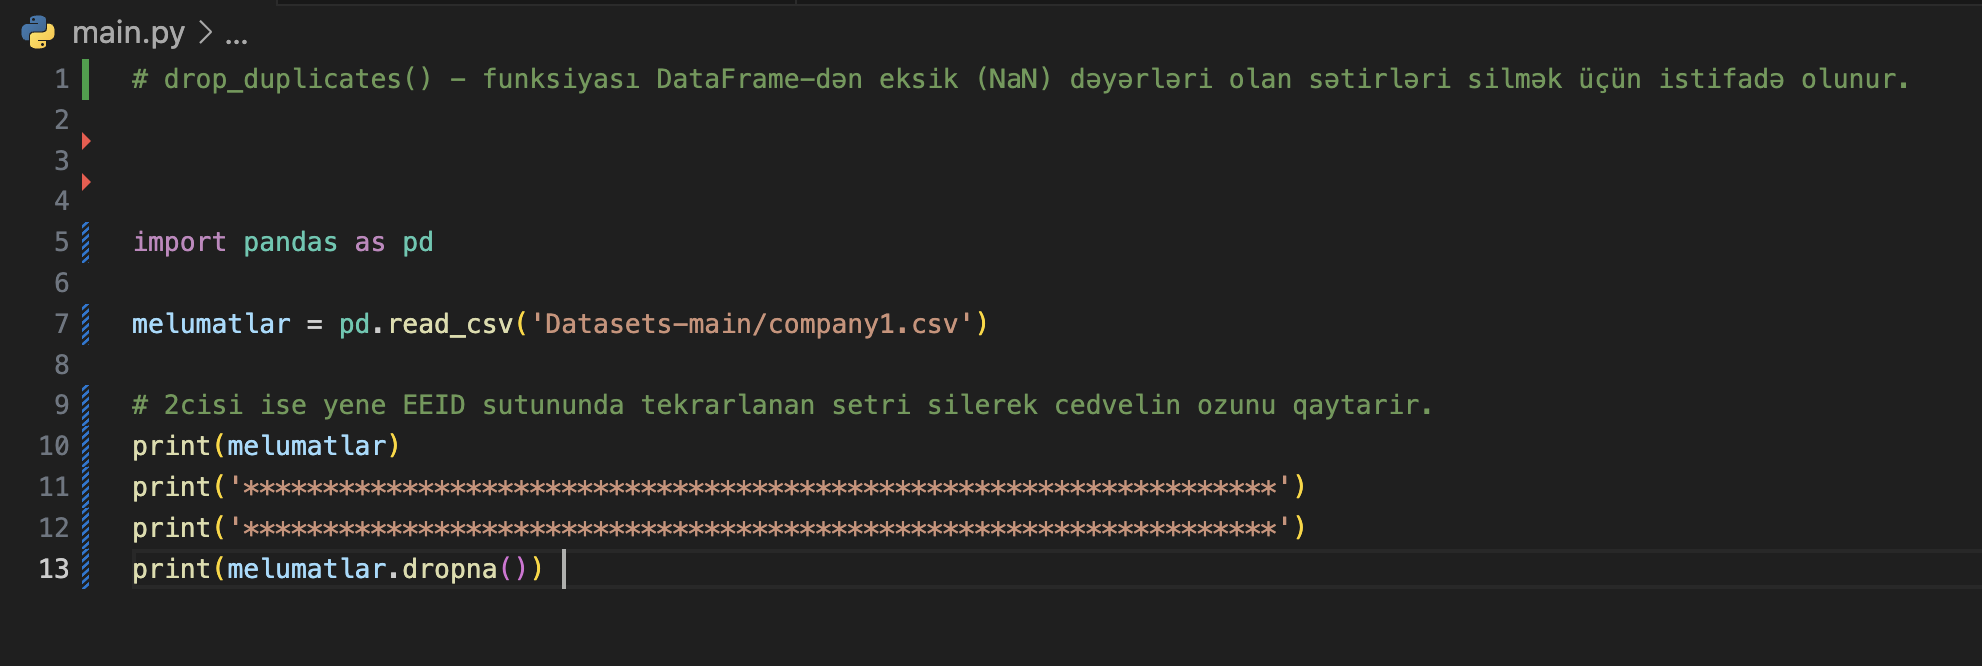 main.py > ...
1 # drop_duplicates() - funksiyası DataFrame-dən eksik (NaN) dəyərləri olan sətirləri silmək üçün istifadə olunur.
2
3
4
5 import pandas as pd
6
7 melumatlar = pd.read_csv('Datasets-main/company1.csv')
8
9 # 2cisi ise yene EEID sutununda tekrarlanan setri silerek cedvelin ozunu qaytarir.
10 print(melumatlar)
11 print('*****************************************************************')
12 print('*****************************************************************')
13 print(melumatlar.dropna())